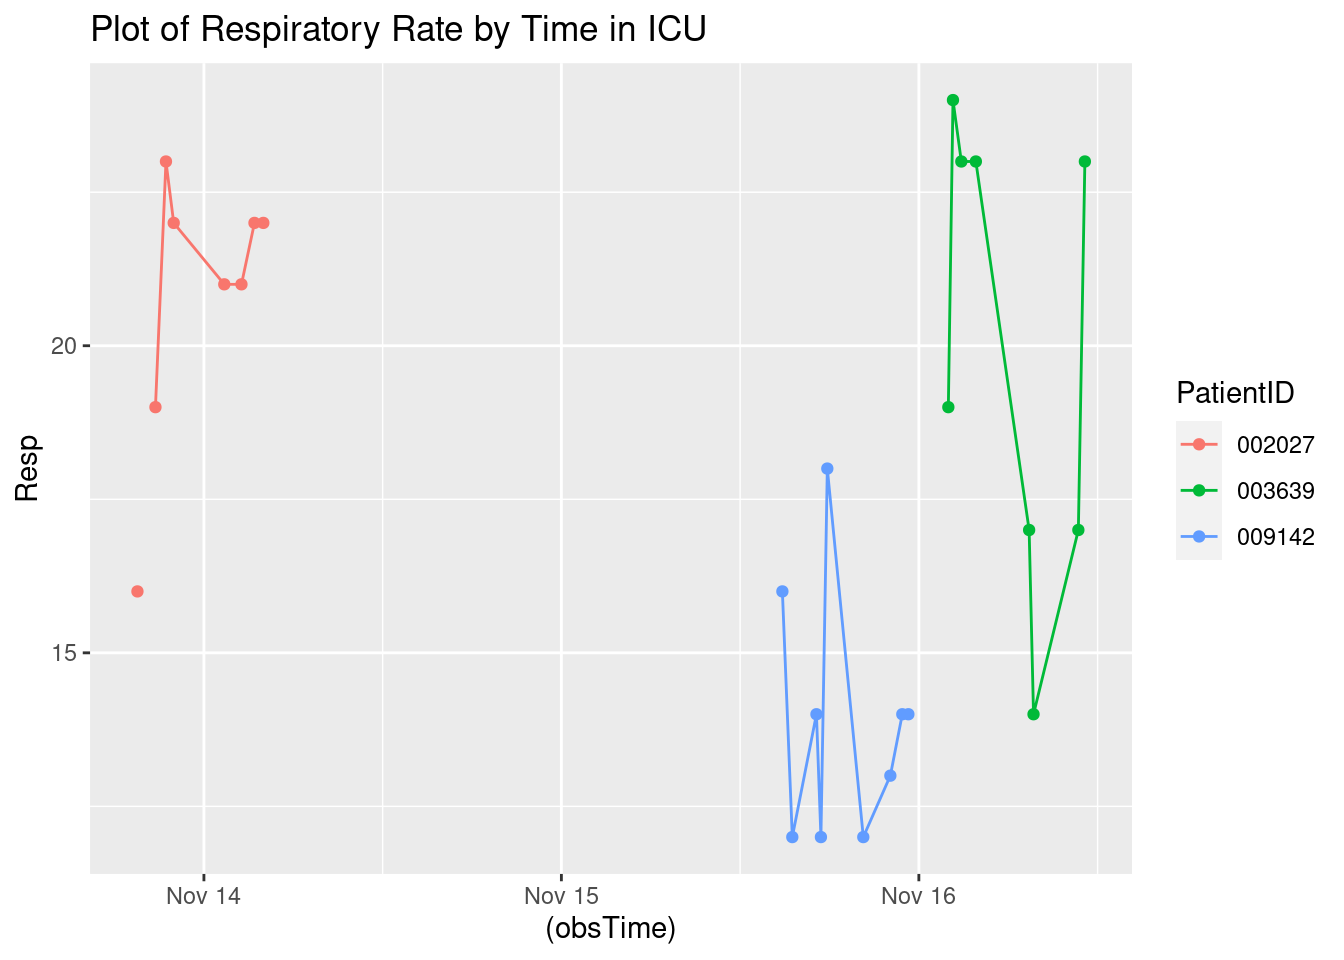 Plot of Respiratory Rate by Time in ICU
Resp
20
15
Nov 14
Nov 15
Nov 16
(obsTime)
PatientID
002027
003639
009142